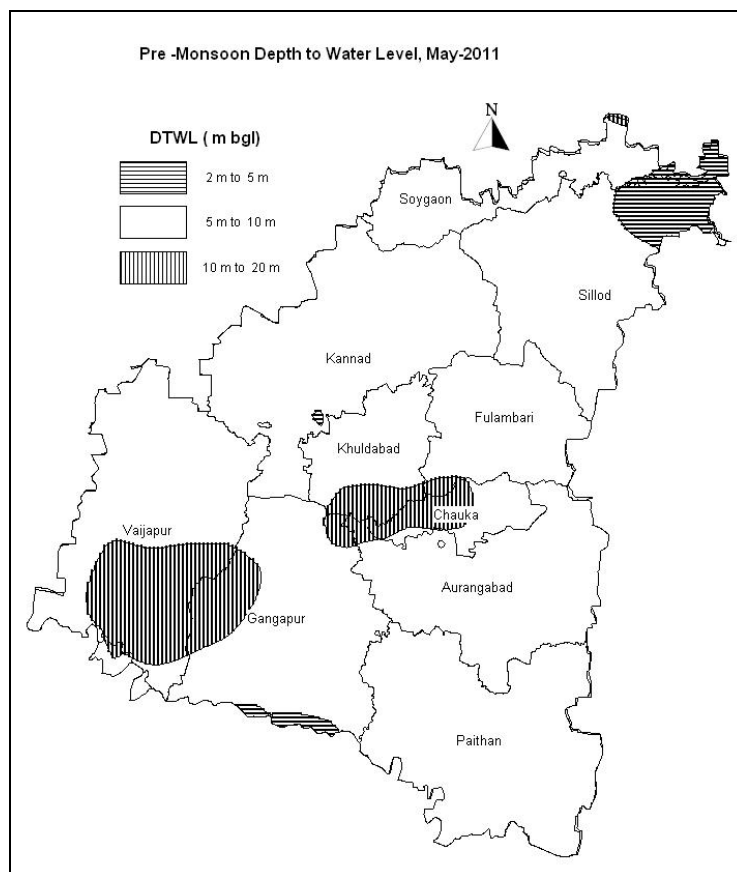 Pre -Monsoon Depth to Water Level, May-2011
N
DTWL ( m bgl)
2 m to 5 m
5 m to 10 m
10 m to 20 m
Soygaon
Sillod
Kannad
Fulambari
Khuldabad
Chauka
Vaijapur
Aurangabad
Gangapur
Paithan